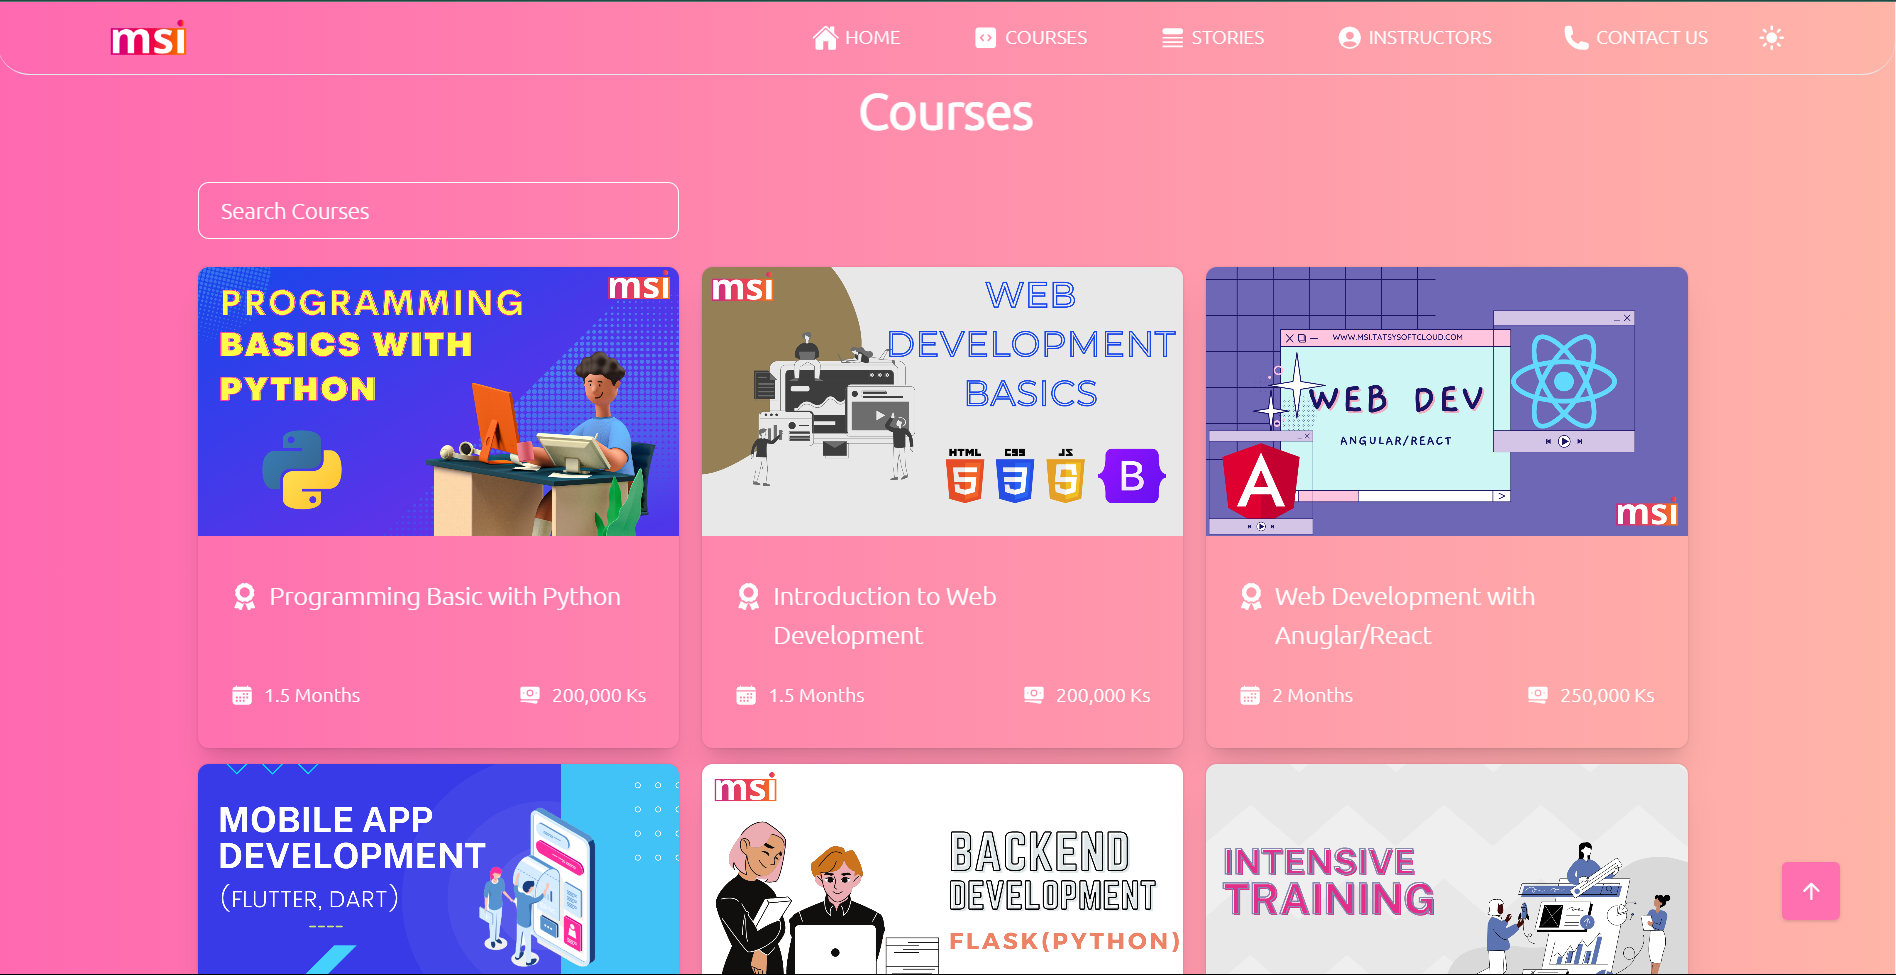 msi
HOME
COURSES
STORIES
INSTRUCTORS
CONTACT US
Courses
Search Courses
msi
PROGRAMMING
BASICS WITH
PYTHON
Programming Basic with Python
1.5 Months
200,000 Ks
msi
WEB
DEVELOPMENT
BASICS
HTML
CSS
JS
5
3
S
B
Introduction to Web
Development
1.5 Months
200,000 Ks
WWW.MSI.TATSYSOFTCLOUD.COM
WEB DEV
ANGULAR/REACT
A
msi
Web Development with
Anuglar/React
2 Months
250,000 Ks
MOBILE APP
DEVELOPMENT
(FLUTTER, DART)
msi
BACKEND
DEVELOPMENT
FLASK(PYTHON)
INTENSIVE
TRAINING